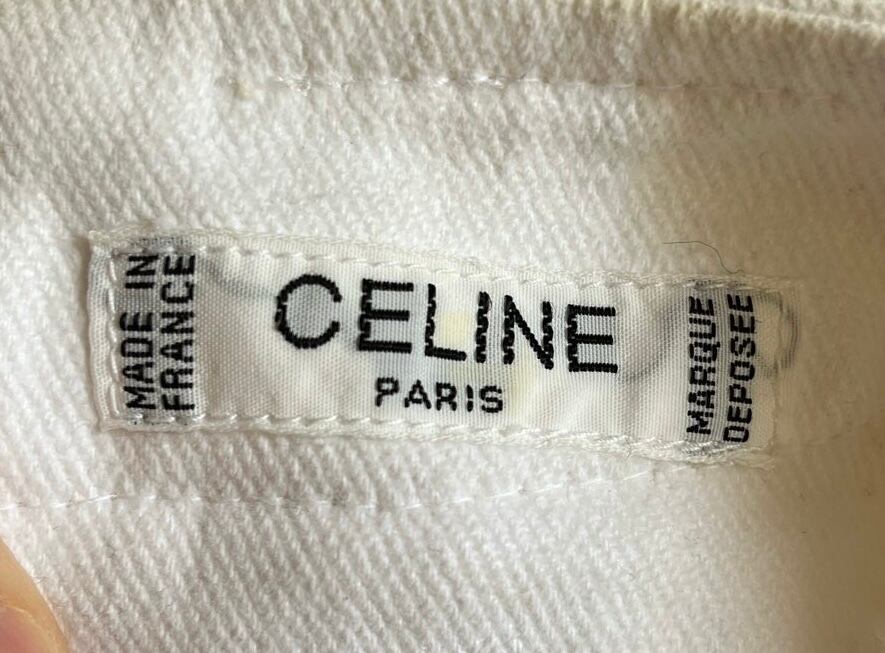 MADE IN
FRANCE
CELINE
PARIS
MARQUE
DEPOSEE